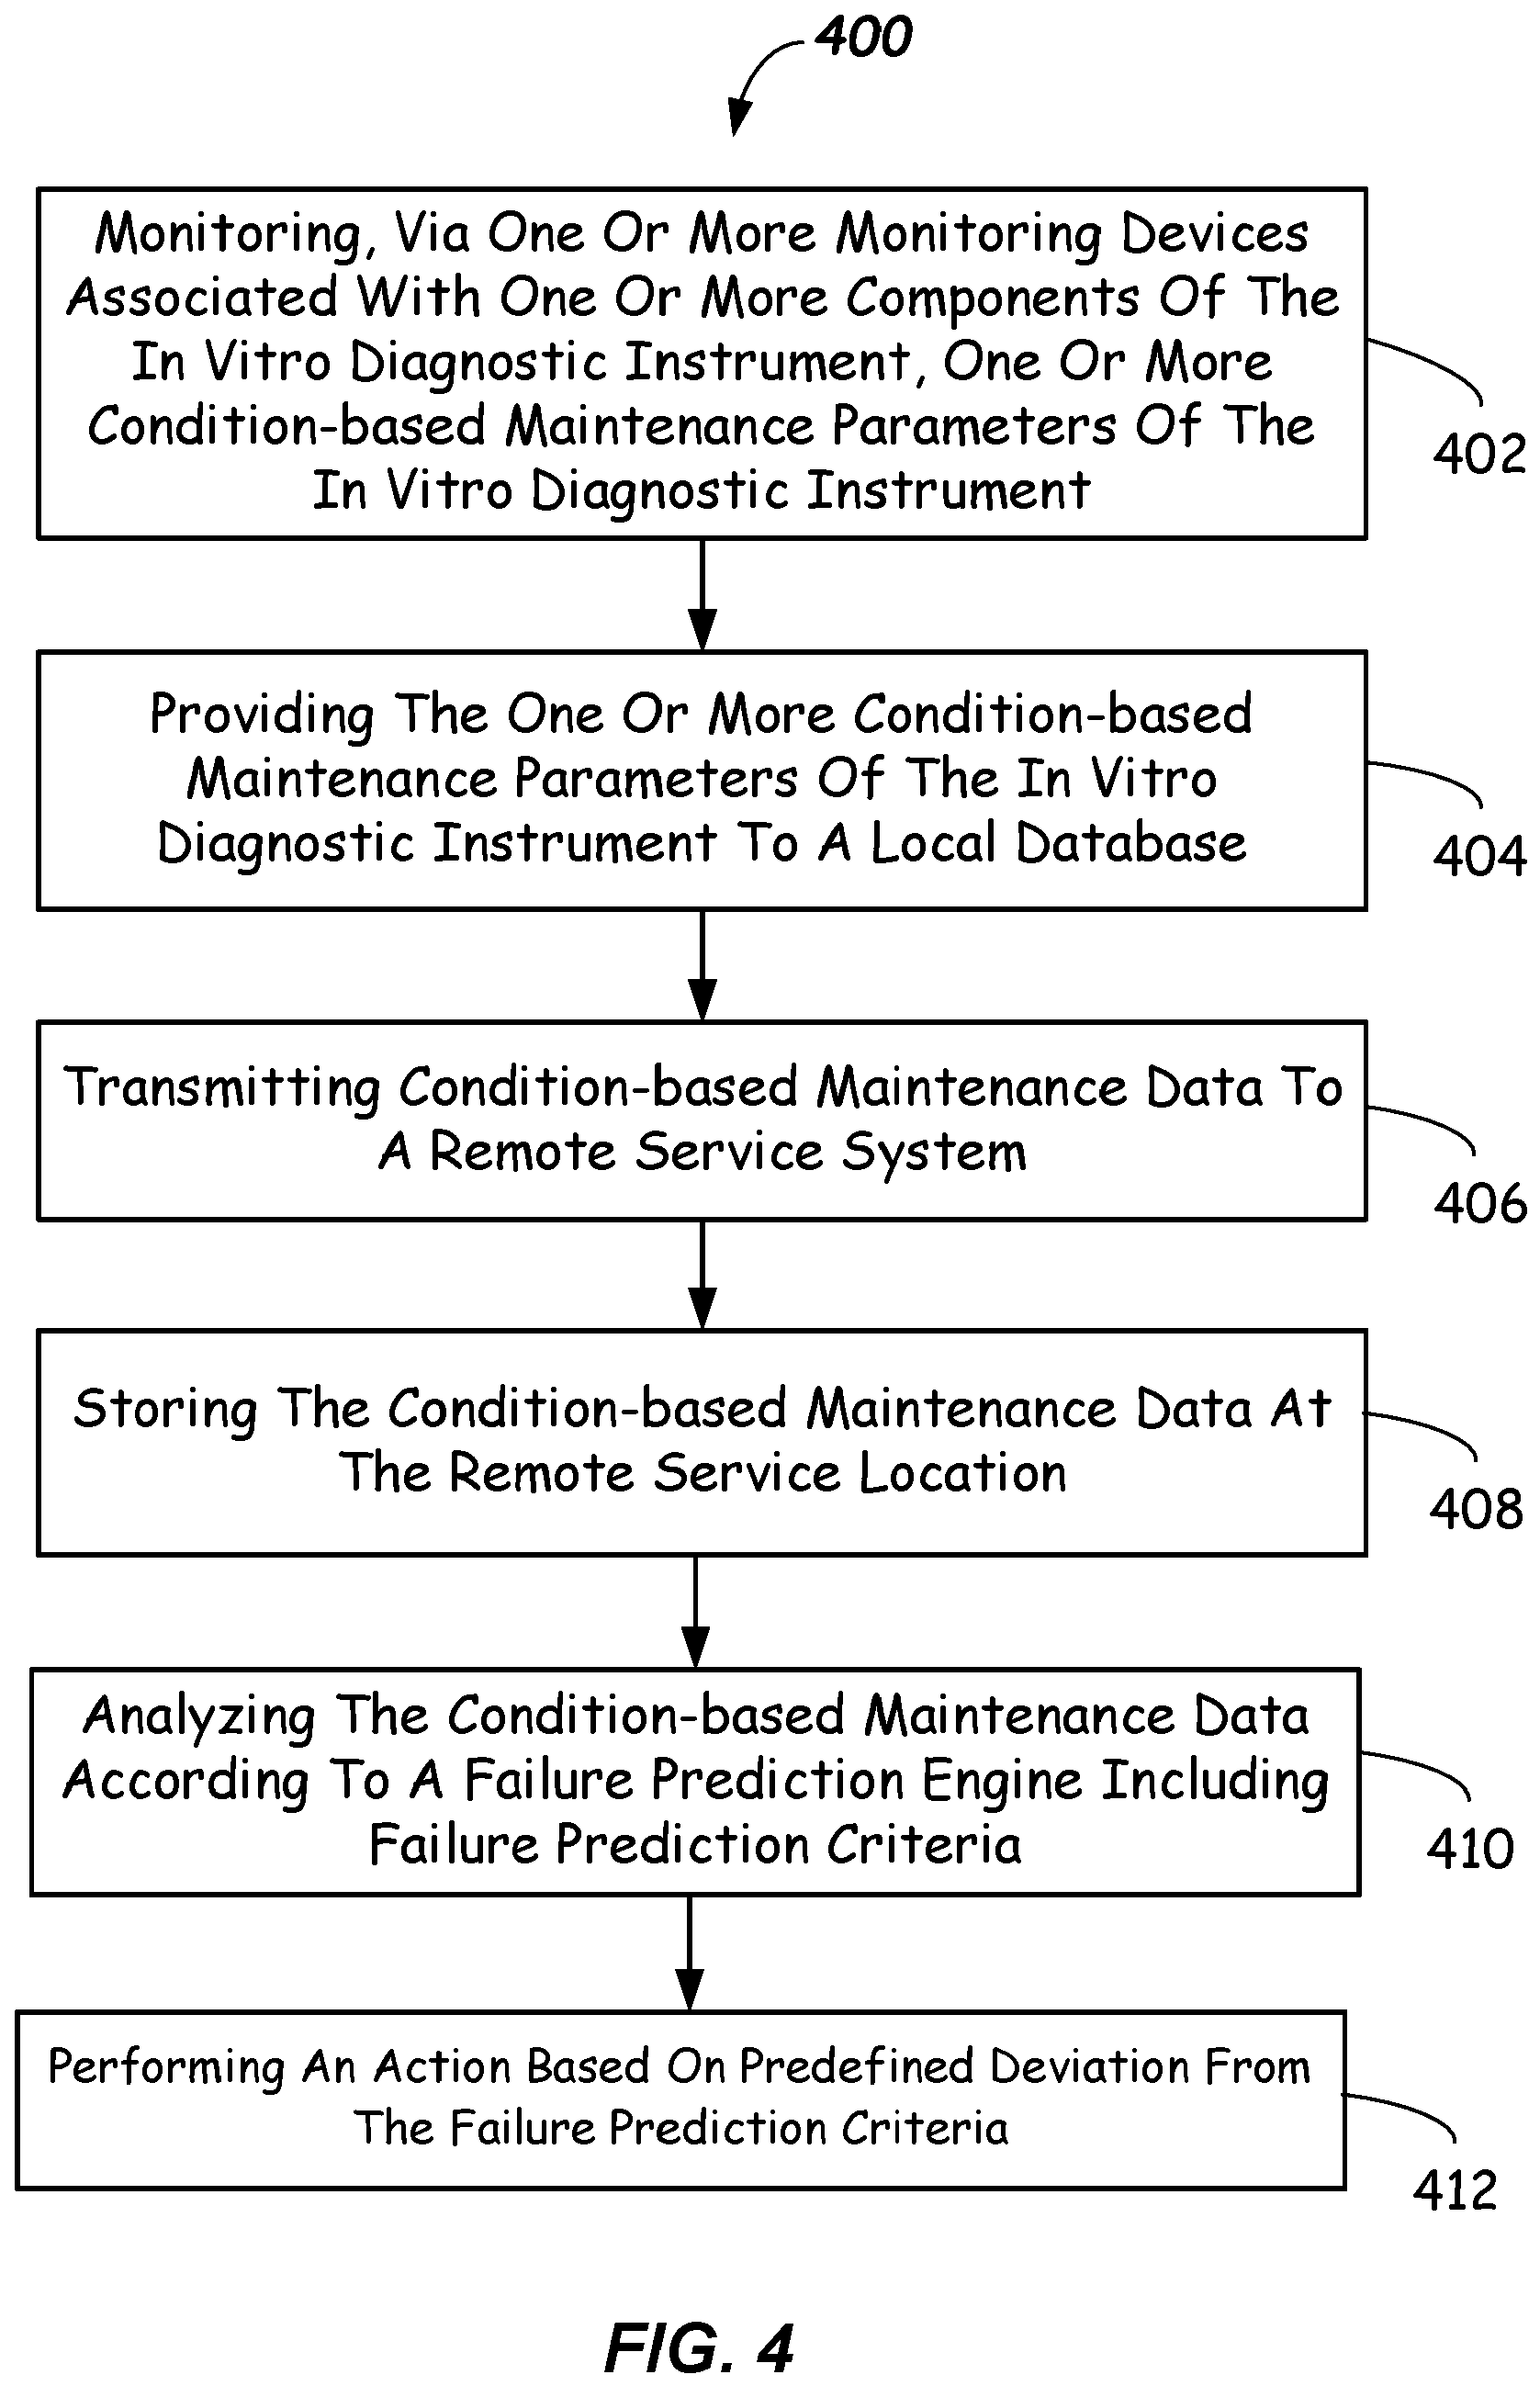 400
Monitoring, Via One Or More Monitoring Devices
Associated With One Or More Components Of The
In Vitro Diagnostic Instrument, One Or More
Condition-based Maintenance Parameters Of The
In Vitro Diagnostic Instrument
402
Providing The One Or More Condition-based
Maintenance Parameters Of The In Vitro
Diagnostic Instrument To A Local Database
404
Transmitting Condition-based Maintenance Data To
A Remote Service System
406
Storing The Condition-based Maintenance Data At
The Remote Service Location
408
Analyzing The Condition-based Maintenance Data
According To A Failure Prediction Engine Including
Failure Prediction Criteria
410
Performing An Action Based On Predefined Deviation From
The Failure Prediction Criteria
412
FIG. 4